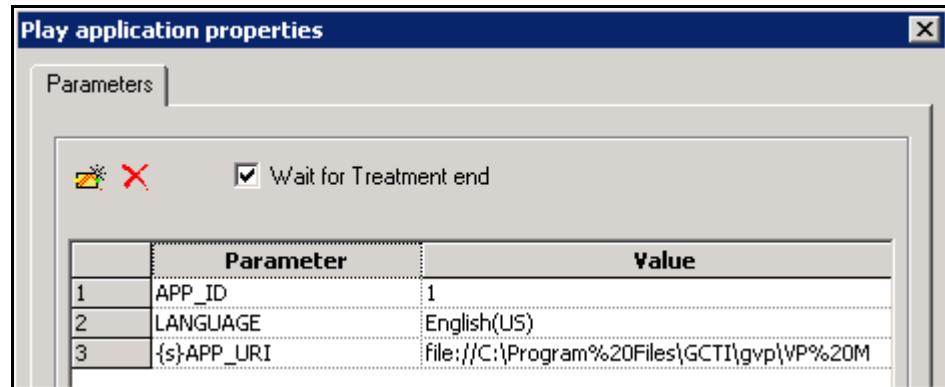 Play application properties
Parameters
Wait for Treatment end
Parameter Value
1 APP_ID 1
2 LANGUAGE English(US)
3 {s}APP_URI file://C:\Program%20Files\GCTI\gvp\VP%20M